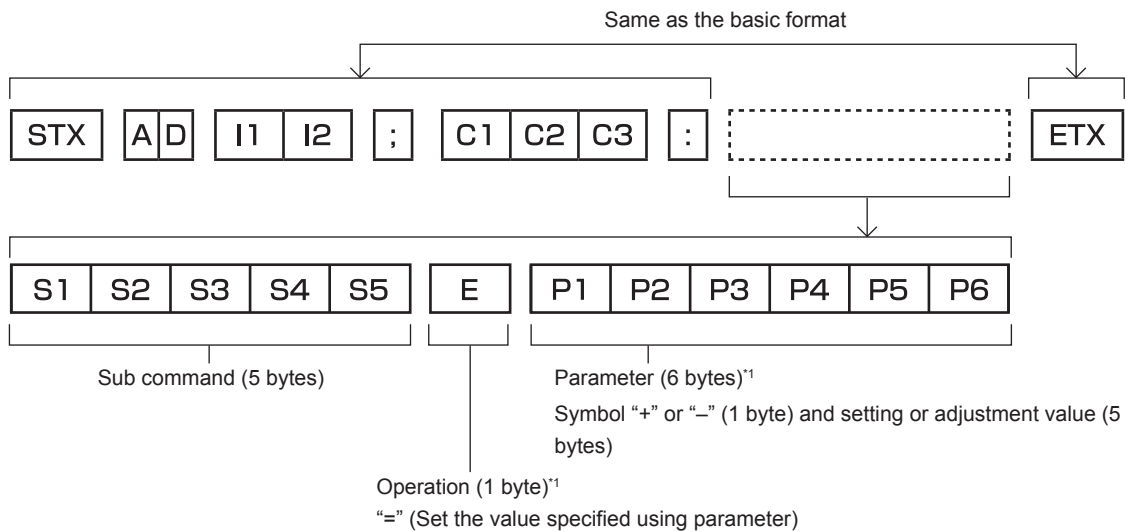 Same as the basic format
STX AD I1 I2 ; C1 C2 C3 : ETX
S1 S2 S3 S4 S5 E P1 P2 P3 P4 P5 P6
Sub command (5 bytes)
Parameter (6 bytes)*1
Symbol “+” or “–” (1 byte) and setting or adjustment value (5
bytes)
Operation (1 byte)*1
“=” (Set the value specified using parameter)